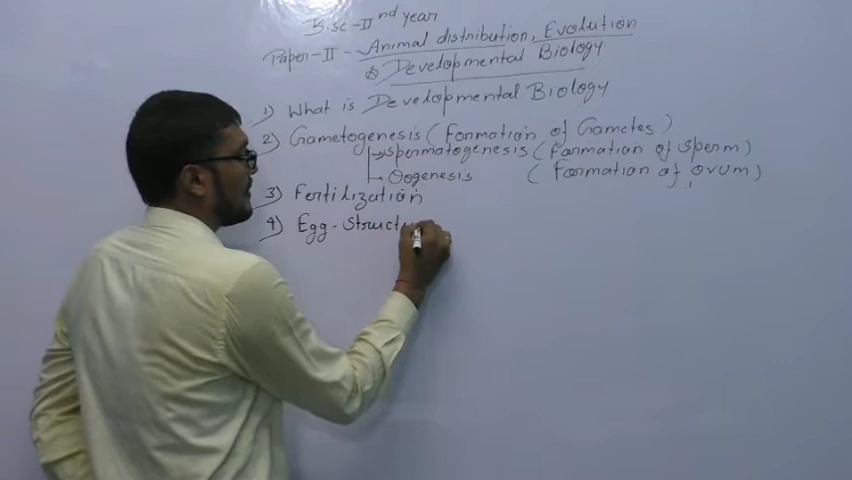 B.sc-IInd year
Paper-II - Animal distribution, Evolution
& Developmental Biology
1) What is Developmental Biology
2) Gametogenesis (Formation of Gametes)
→ Spermatogenesis (Formation of sperm)
→ Oogenesis (Formation of ovum)
3) Fertilization
4) Egg-Struct